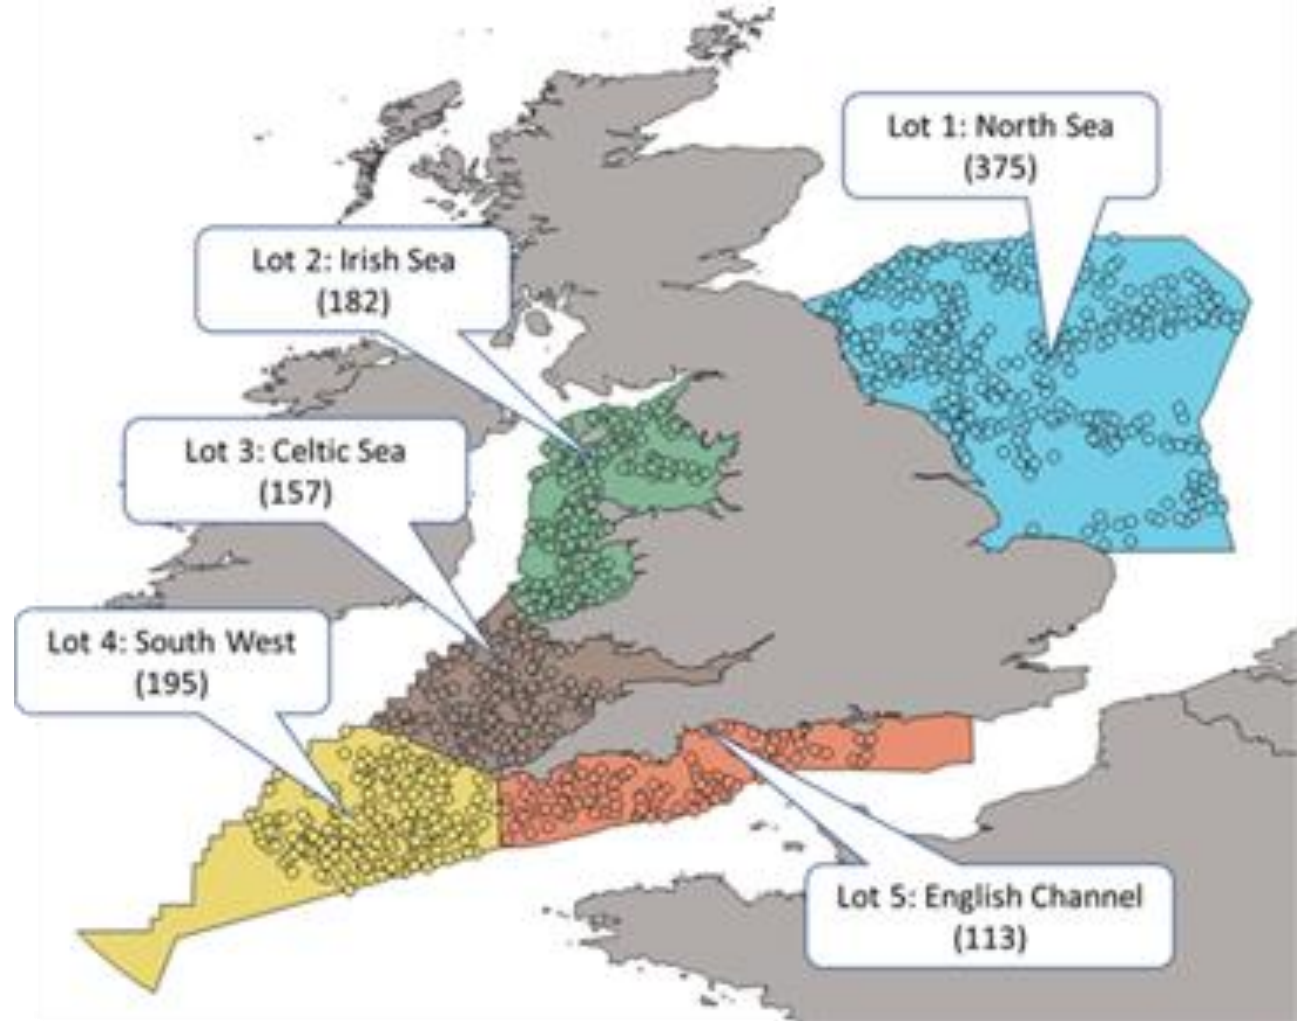 Lot 1: North Sea
(375)
Lot 2: Irish Sea
(182)
Lot 3: Celtic Sea
(157)
Lot 4: South West
(195)
Lot 5: English Channel
(113)